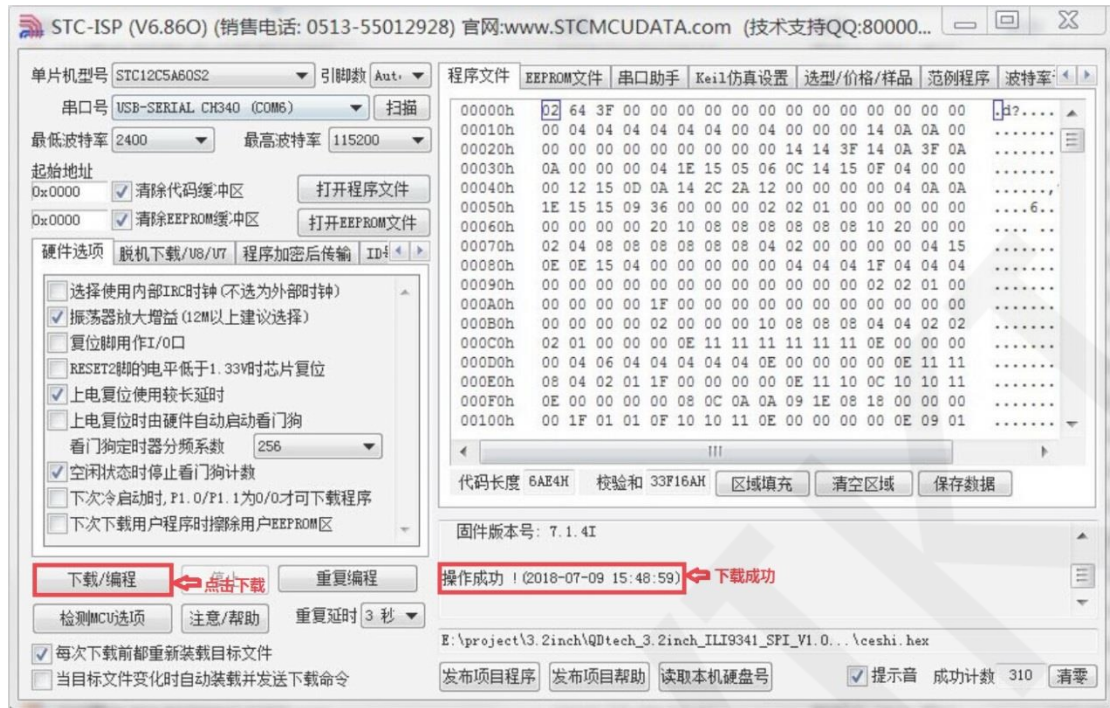 STC-ISP (V6.86O) (销售电话: 0513-55012928) 官网:www.STCMCUDATA.com (技术支持QQ:80000...
单片机型号 STC12C5A60S2 引脚数 Aut
串口号 USB-SERIAL CH340 (COM6) 扫描
最低波特率 2400 最高波特率 115200
起始地址
0x0000 清除代码缓冲区 打开程序文件
0x0000 清除EEPROM缓冲区 打开EEPROM文件
硬件选项 脱机下载/U8/U7 程序加密后传输
选择使用内部IRC时钟(不选为外部时钟)
振荡器放大增益(12M以上建议选择)
复位脚用作I/O口
RESET2脚的电平低于1.33V时芯片复位
上电复位使用较长延时
上电复位时由硬件自动启动看门狗
看门狗定时器分频系数 256
空闲状态时停止看门狗计数
下次冷启动时, P1.0/P1.1为0/0才可下载程序
下次下载用户程序时擦除用户EEPROM区
下载/编程 点击下载 重复编程
检测MCU选项 注意/帮助 重复延时 3 秒
每次下载前都重新装载目标文件
当目标文件变化时自动装载并发送下载命令
程序文件 EEPROM文件 串口助手 Keil仿真设置 选型/价格/样品 范例程序 波特率
00000h 02 64 3F 00 00 00 00 00 00 00 00 00 00 00 00 00 .d?....
00010h 00 04 04 04 04 04 04 00 04 00 00 00 14 0A 0A 00 .......
00020h 00 00 00 00 00 00 00 00 00 14 14 3F 14 0A 3F 0A .......
00030h 0A 00 00 00 04 1E 15 05 06 0C 14 15 0F 04 00 00 .......
00040h 00 12 15 0D 0A 14 2C 2A 12 00 00 00 00 04 0A 0A ......,
00050h 1E 15 15 09 36 00 00 00 02 02 01 00 00 00 00 00 ....6..
00060h 00 00 00 00 20 10 08 08 08 08 08 08 10 20 00 00 .... ..
00070h 02 04 08 08 08 08 08 08 04 02 00 00 00 00 04 15 .......
00080h 0E 0E 15 04 00 00 00 00 00 04 04 04 1F 04 04 04 .......
00090h 00 00 00 00 00 00 00 00 00 00 00 00 02 02 01 00 .......
000A0h 00 00 00 00 1F 00 00 00 00 00 00 00 00 00 00 00 .......
000B0h 00 00 00 00 02 00 00 00 10 08 08 08 04 04 02 02 .......
000C0h 02 01 00 00 00 0E 11 11 11 11 11 11 0E 00 00 00 .......
000D0h 00 04 06 04 04 04 04 04 0E 00 00 00 00 0E 11 11 .......
000E0h 08 04 02 01 1F 00 00 00 00 0E 11 10 0C 10 10 11 .......
000F0h 0E 00 00 00 00 08 0C 0A 0A 09 1E 08 18 00 00 00 .......
00100h 00 1F 01 01 0F 10 10 11 0E 00 00 00 00 0E 09 01 .......
代码长度 6AE4H 校验和 33F16AH 区域填充 清空区域 保存数据
固件版本号: 7.1.4I
操作成功 !(2018-07-09 15:48:59) 下载成功
E:\project\3.2inch\QDtech_3.2inch_ILI9341_SPI_V1.0...\ceshi.hex
发布项目程序 发布项目帮助 读取本机硬盘号 提示音 成功计数 310 清零